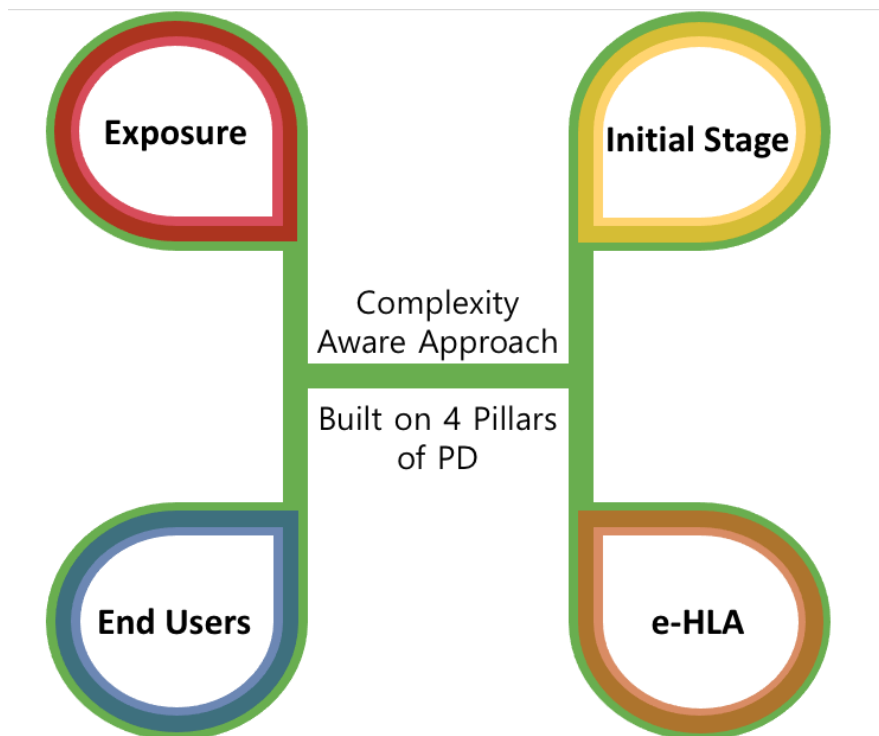 Exposure
Initial Stage
Complexity
Aware Approach
Built on 4 Pillars
of PD
End Users
e-HLA